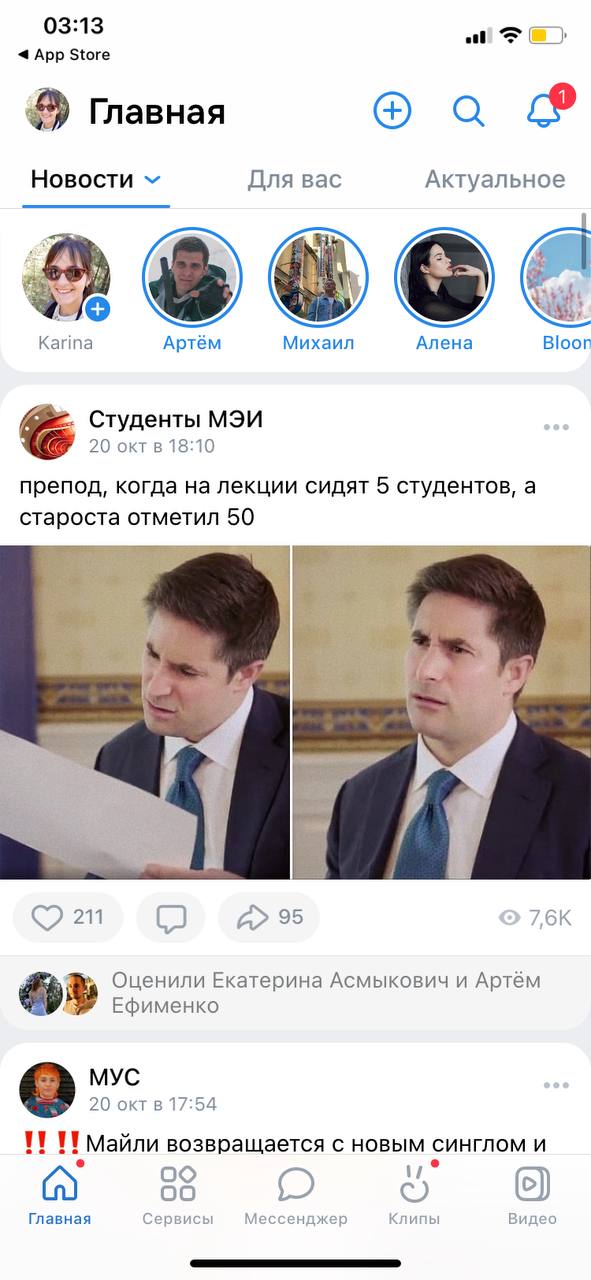 03:13
◀ App Store
Главная
1
Новости
Для вас
Актуальное
Karina
Артём
Михаил
Алена
Bloon
Студенты МЭИ
20 окт в 18:10
препод, когда на лекции сидят 5 студентов, а
староста отметил 50
211
95
7,6K
Оценили Екатерина Асмыкович и Артём
Ефименко
МУС
20 окт в 17:54
‼️ ‼️ Майли возвращается с новым синглом и
Главная
Сервисы
Мессенджер
Клипы
Видео